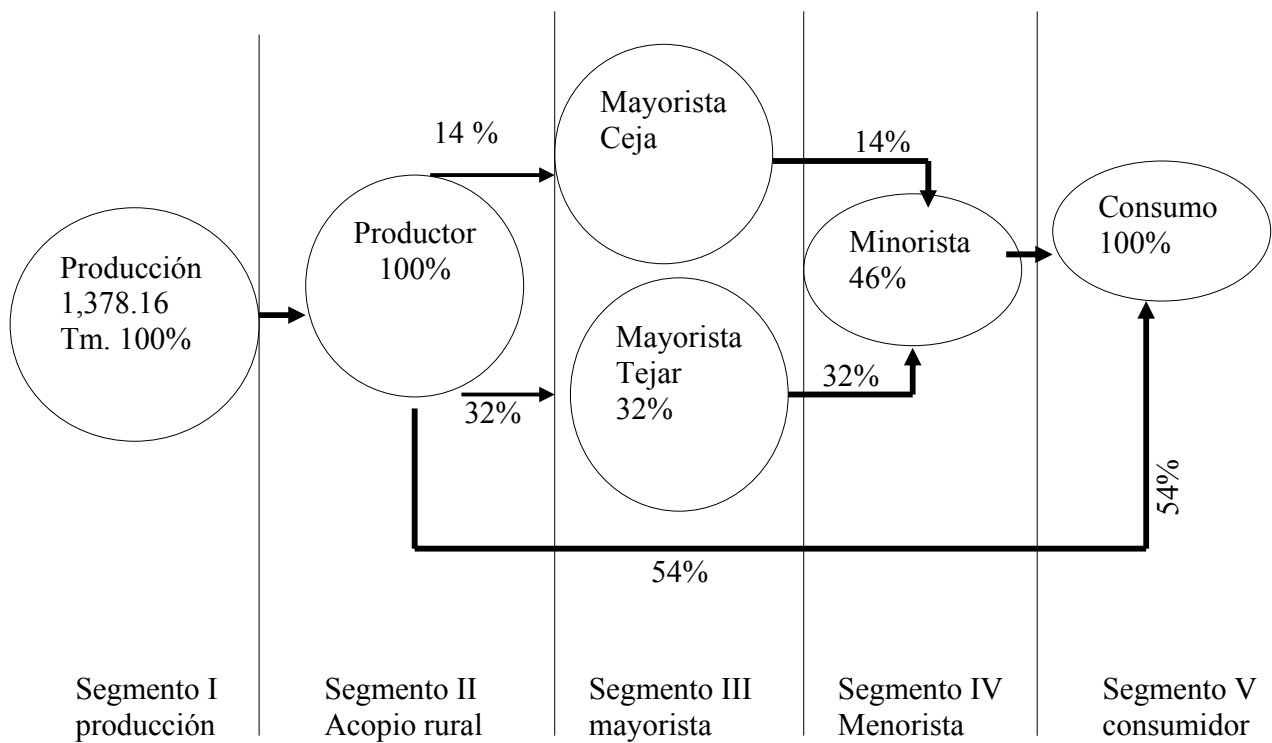 Producción
1,378.16
Tm. 100%
Productor
100%
14 %
32%
Mayorista
Ceja
Mayorista
Tejar
32%
14%
32%
Minorista
46%
Consumo
100%
54%
54%
Segmento I
producción
Segmento II
Acopio rural
Segmento III
mayorista
Segmento IV
Menorista
Segmento V
consumidor